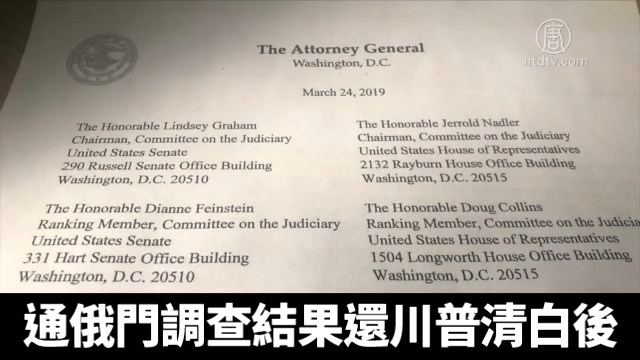 唐
ntdtv.com
The Attorney General
Washington, D.C.
March 24, 2019
The Honorable Lindsey Graham
Chairman, Committee on the Judiciary
United States Senate
290 Russell Senate Office Building
Washington, D.C. 20510
The Honorable Jerrold Nadler
Chairman, Committee on the Judiciary
United States House of Representatives
2132 Rayburn House Office Building
Washington, D.C. 20515
The Honorable Dianne Feinstein
Ranking Member, Committee on the Judiciary
United States Senate
331 Hart Senate Office Building
Washington, D.C. 20510
The Honorable Doug Collins
Ranking Member, Committee on the Judicia
United States House of Representatives
1504 Longworth House Office Building
Washington, D.C. 20515
通俄門調查結果還川普清白後